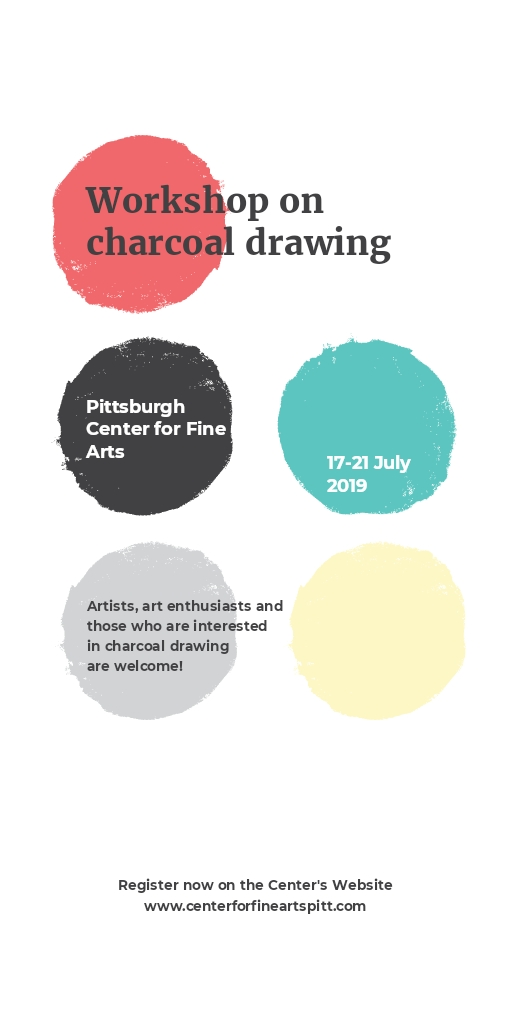 Workshop on
charcoal drawing
Pittsburgh
Center for Fine
Arts
17-21 July
2019
Artists, art enthusiasts and
those who are interested
in charcoal drawing
are welcome!
Register now on the Center's Website
www.centerforfineartspitt.com